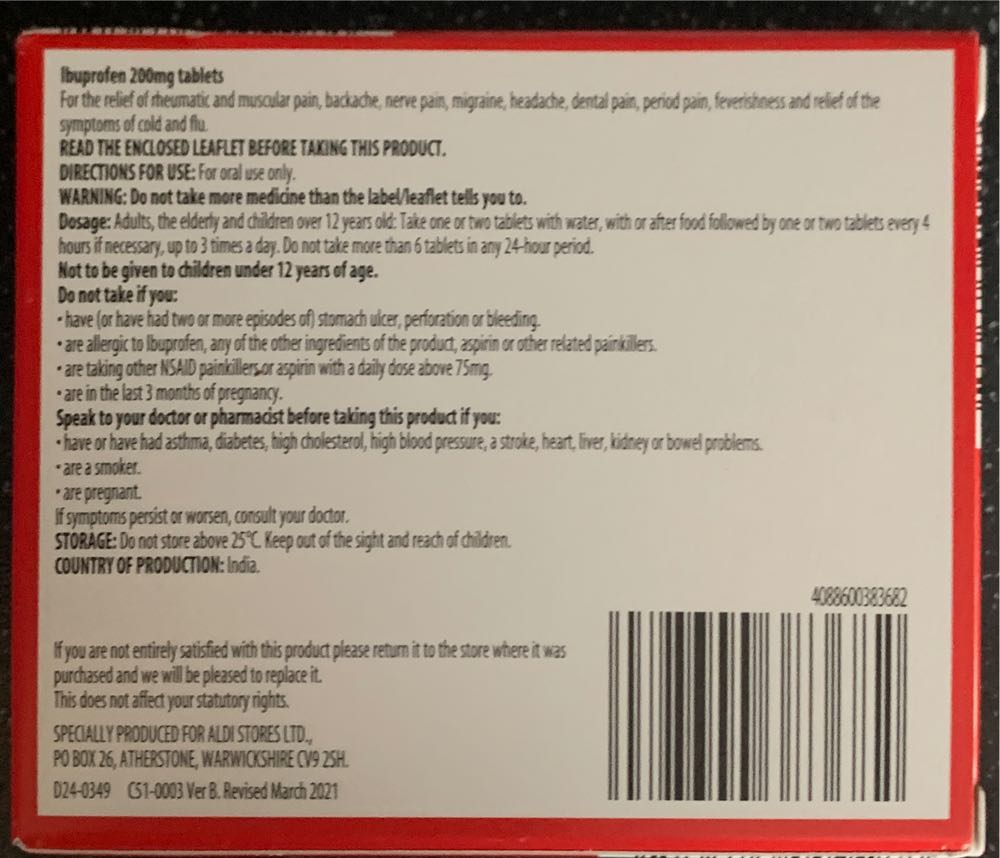 Ibuprofen 200mg tablets
For the relief of rheumatic and muscular pain, backache, nerve pain, migraine, headache, dental pain, period pain, feverishness and relief of the
symptoms of cold and flu.
READ THE ENCLOSED LEAFLET BEFORE TAKING THIS PRODUCT.
DIRECTIONS FOR USE: For oral use only.
WARNING: Do not take more medicine than the label/leaflet tells you to.
Dosage: Adults, the elderly and children over 12 years old: Take one or two tablets with water, with or after food followed by one or two tablets every 4
hours if necessary, up to 3 times a day. Do not take more than 6 tablets in any 24-hour period.
Not to be given to children under 12 years of age.
Do not take if you:
• have (or have had two or more episodes of) stomach ulcer, perforation or bleeding.
• are allergic to Ibuprofen, any of the other ingredients of the product, aspirin or other related painkillers.
• are taking other NSAID painkillers,or aspirin with a daily dose above 75mg.
• are in the last 3 months of pregnancy.
Speak to your doctor or pharmacist before taking this product if you:
• have or have had asthma, diabetes, high cholesterol, high blood pressure, a stroke, heart, liver, kidney or bowel problems.
• are a smoker.
• are pregnant.
If symptoms persist or worsen, consult your doctor.
STORAGE: Do not store above 25°C. Keep out of the sight and reach of children.
COUNTRY OF PRODUCTION: India.
4088600383682
If you are not entirely satisfied with this product please return it to the store where it was
purchased and we will be pleased to replace it.
This does not affect your statutory rights.
SPECIALLY PRODUCED FOR ALDI STORES LTD.,
PO BOX 26, ATHERSTONE, WARWICKSHIRE CV9 2SH.
D24-0349 C51-0003 Ver B. Revised March 2021